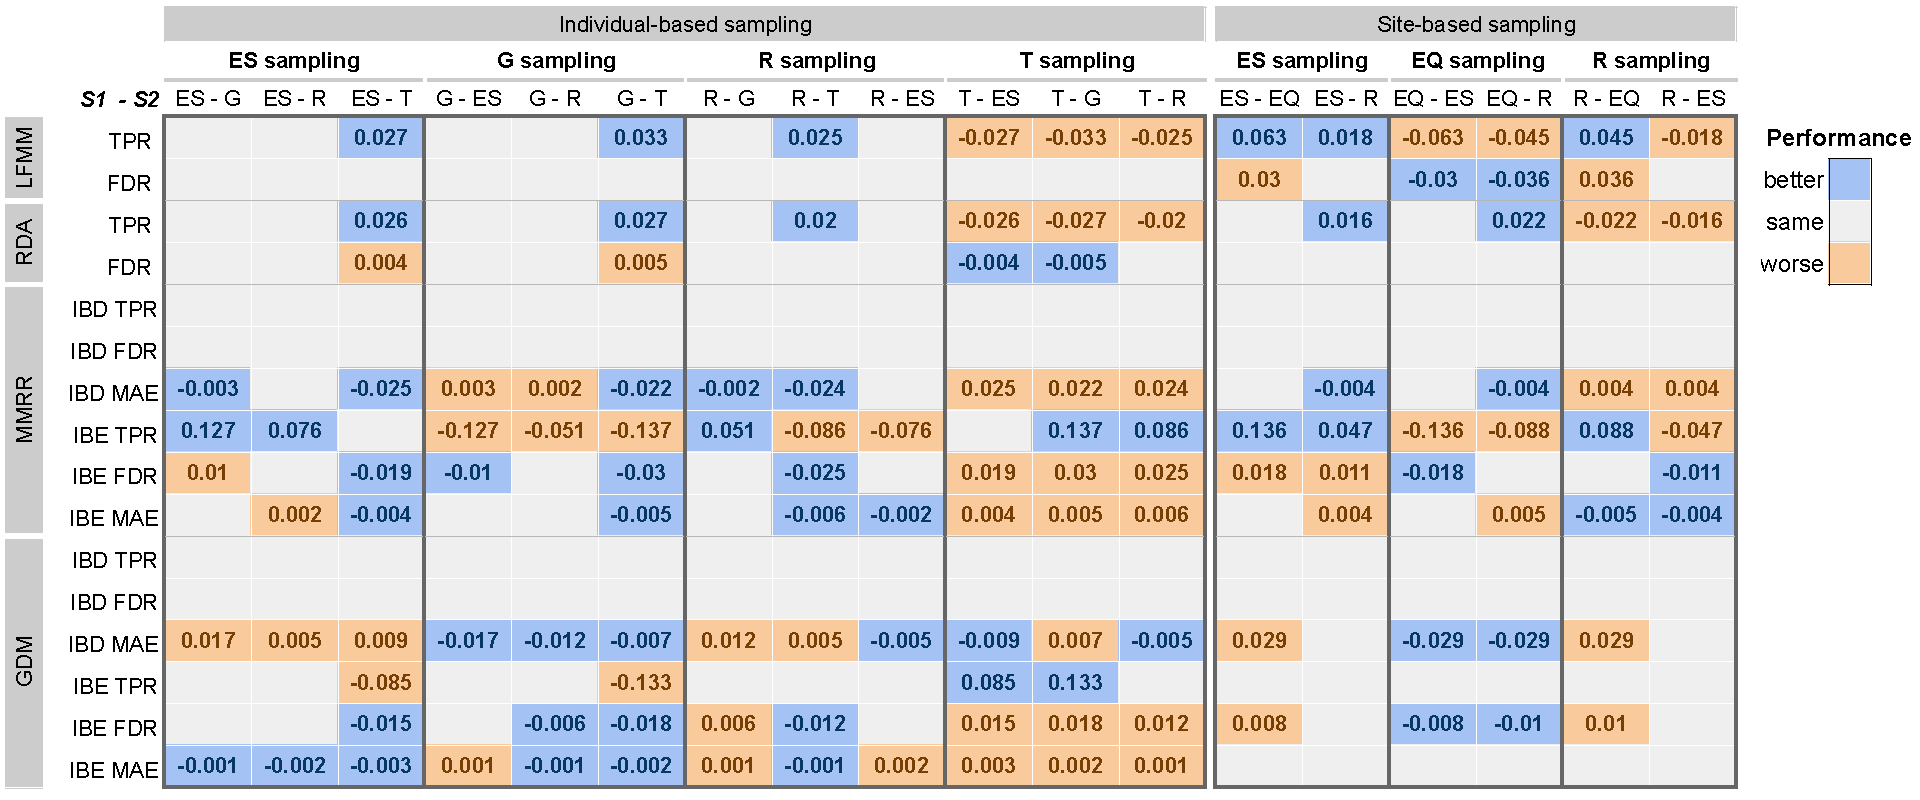 Individual-based sampling Site-based sampling
ES sampling G sampling R sampling T sampling ES sampling EQ sampling R sampling
S1 - S2 ES - G ES - R ES - T G - ES G - R G - T R - G R - T R - ES T - ES T - G T - R ES - EQ ES - R EQ - ES EQ - R R - EQ R - ES
LFMM
TPR 0.027 0.033 0.025 -0.027 -0.033 -0.025 0.063 0.018 -0.063 -0.045 0.045 -0.018
FDR 0.03 -0.03 -0.036 0.036
RDA
TPR 0.026 0.027 0.02 -0.026 -0.027 -0.02 0.016 0.022 -0.022 -0.016
FDR 0.004 0.005 -0.004 -0.005
MMRR
IBD TPR
IBD FDR
IBD MAE -0.003 -0.025 0.003 0.002 -0.022 -0.002 -0.024 0.025 0.022 0.024 -0.004 -0.004 0.004 0.004
IBE TPR 0.127 0.076 -0.127 -0.051 -0.137 0.051 -0.086 -0.076 0.137 0.086 0.136 0.047 -0.136 -0.088 0.088 -0.047
IBE FDR 0.01 -0.019 -0.01 -0.03 -0.025 0.019 0.03 0.025 0.018 0.011 -0.018 -0.011
IBE MAE 0.002 -0.004 -0.005 -0.006 -0.002 0.004 0.005 0.006 0.004 0.005 -0.005 -0.004
GDM
IBD TPR
IBD FDR
IBD MAE 0.017 0.005 0.009 -0.017 -0.012 -0.007 0.012 0.005 -0.005 -0.009 0.007 -0.005 0.029 -0.029 -0.029 0.029
IBE TPR -0.085 -0.133 0.085 0.133
IBE FDR -0.015 -0.006 -0.018 0.006 -0.012 0.015 0.018 0.012 0.008 -0.008 -0.01 0.01
IBE MAE -0.001 -0.002 -0.003 0.001 -0.001 -0.002 0.001 -0.001 0.002 0.003 0.002 0.001
Performance
better
same
worse